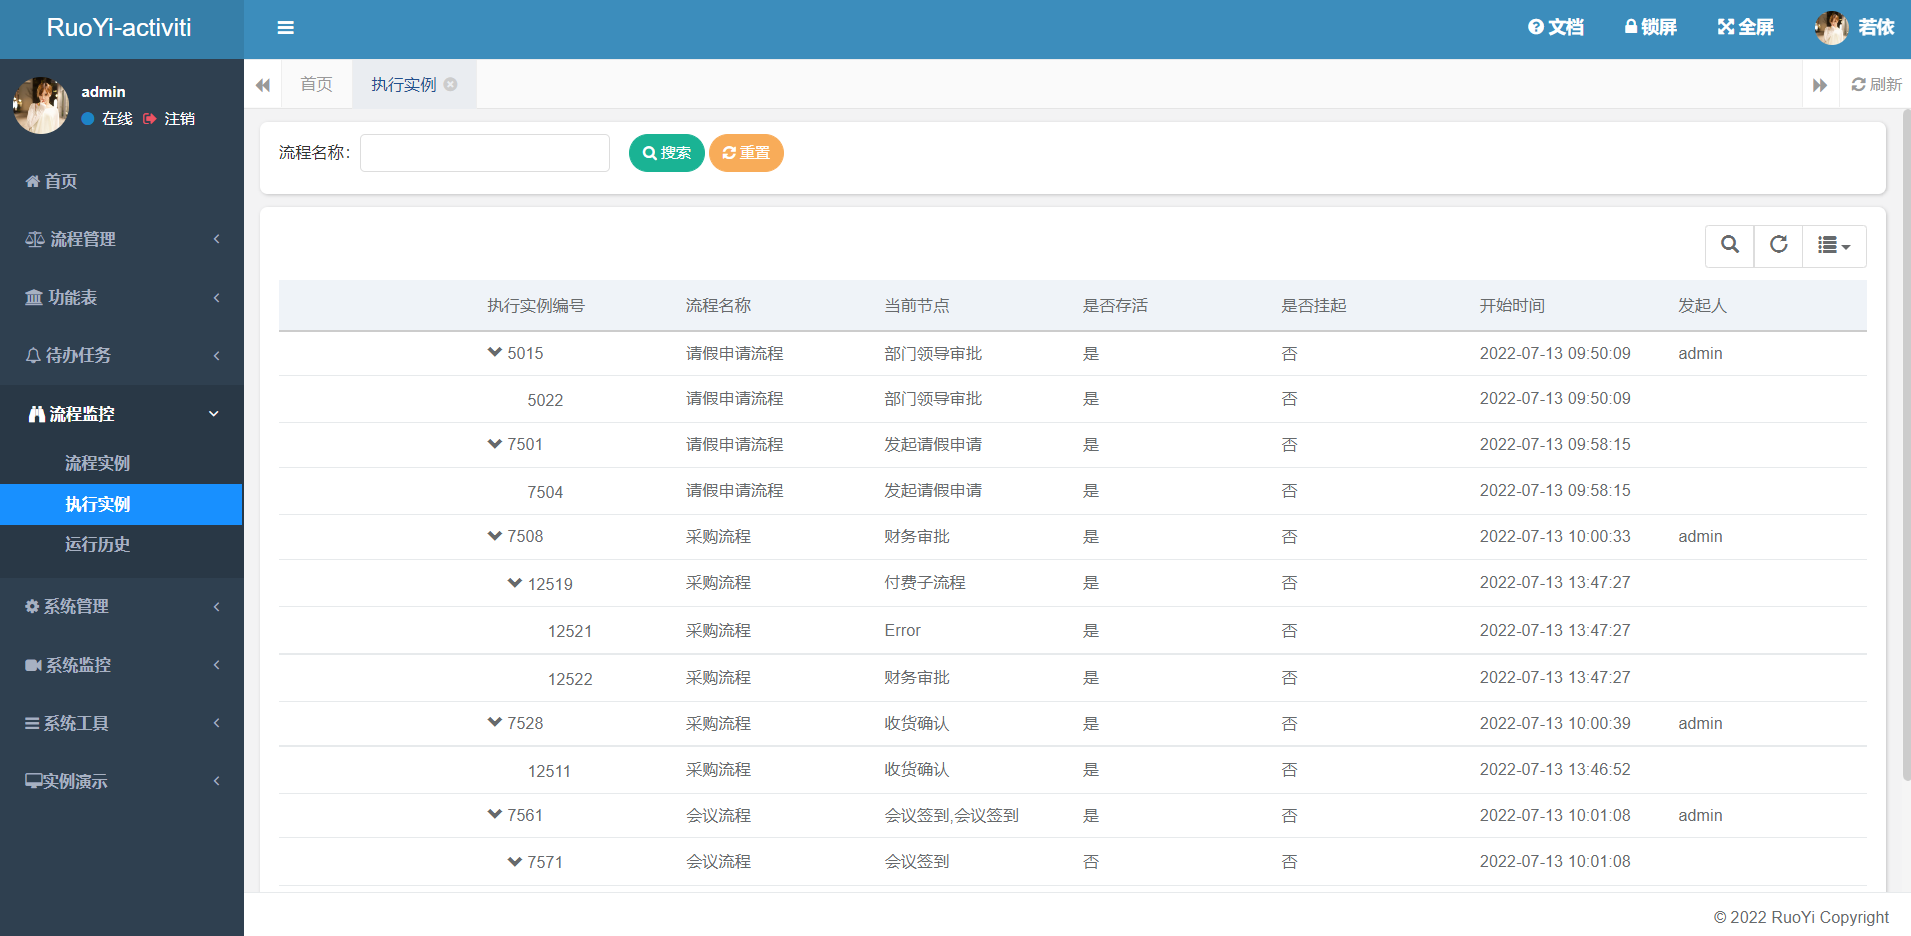 RuoYi-activiti
文档 锁屏 全屏 若依
admin
在线 注销
首页 执行实例 刷新
首页
流程管理
功能表
待办任务
流程监控
流程实例
执行实例
运行历史
系统管理
系统监控
系统工具
实例演示
流程名称： 搜索 重置
执行实例编号 流程名称 当前节点 是否存活 是否挂起 开始时间 发起人
5015 请假申请流程 部门领导审批 是 否 2022-07-13 09:50:09 admin
5022 请假申请流程 部门领导审批 是 否 2022-07-13 09:50:09
7501 请假申请流程 发起请假申请 是 否 2022-07-13 09:58:15
7504 请假申请流程 发起请假申请 是 否 2022-07-13 09:58:15
7508 采购流程 财务审批 是 否 2022-07-13 10:00:33 admin
12519 采购流程 付费子流程 是 否 2022-07-13 13:47:27
12521 采购流程 Error 是 否 2022-07-13 13:47:27
12522 采购流程 财务审批 是 否 2022-07-13 13:47:27
7528 采购流程 收货确认 是 否 2022-07-13 10:00:39 admin
12511 采购流程 收货确认 是 否 2022-07-13 13:46:52
7561 会议流程 会议签到,会议签到 是 否 2022-07-13 10:01:08 admin
7571 会议流程 会议签到 否 否 2022-07-13 10:01:08
© 2022 RuoYi Copyright